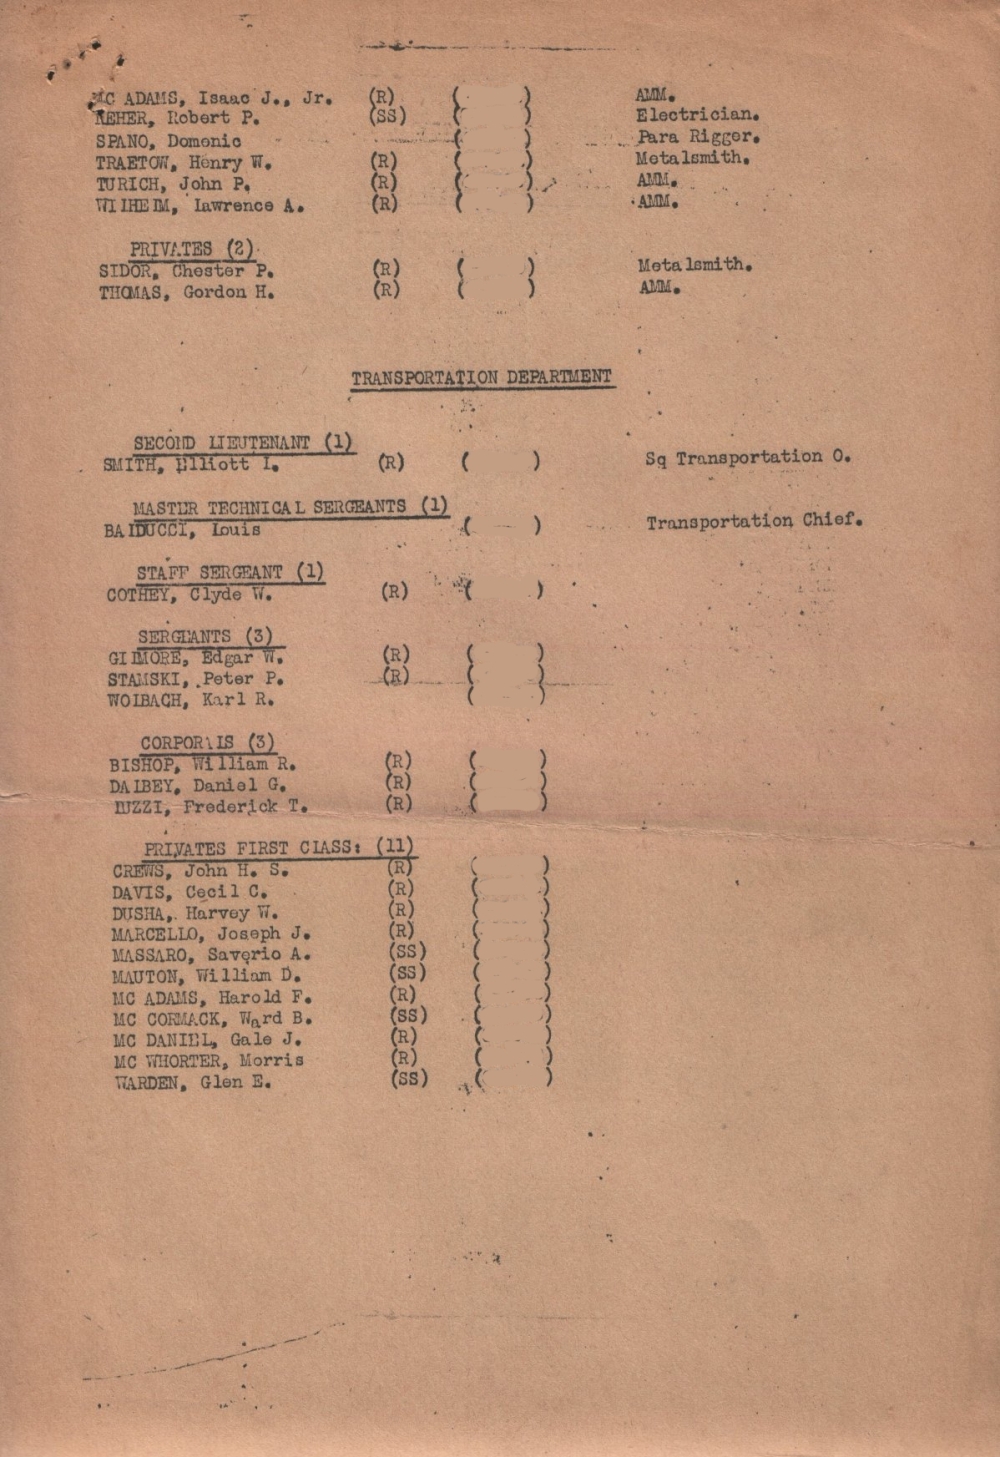 MC ADAMS, Isaac J., Jr. (R) ( ) AMM.
REHER, Robert P. (SS) ( ) Electrician.
SPANO, Domenic ( ) Para Rigger.
TRAETOW, Henry W. (R) ( ) Metalsmith.
TURICH, John P. (R) ( ) AMM.
WILHELM, Lawrence A. (R) ( ) AMM.
PRIVATES (2)
SIDOR, Chester P. (R) ( ) Metalsmith.
THOMAS, Gordon H. (R) ( ) AMM.
TRANSPORTATION DEPARTMENT
SECOND LIEUTENANT (1)
SMITH, Elliott I. (R) ( ) Sq Transportation O.
MASTER TECHNICAL SERGEANTS (1)
BALDUCCI, Louis ( ) Transportation Chief.
STAFF SERGEANT (1)
COTHEY, Clyde W. (R) ( )
SERGEANTS (3)
GILMORE, Edgar W. (R) ( )
STAMSKI, Peter P. (R) ( )
WOLBACH, Karl R. ( )
CORPORALS (3)
BISHOP, William R. (R) ( )
DALBEY, Daniel G. (R) ( )
LUZZI, Frederick T. (R) ( )
PRIVATES FIRST CLASS: (11)
CREWS, John H. S. (R) ( )
DAVIS, Cecil C. (R) ( )
DUSHA, Harvey W. (R) ( )
MARCELLO, Joseph J. (R) ( )
MASSARO, Saverio A. (SS) ( )
MAUTON, William D. (SS) ( )
MC ADAMS, Harold F. (R) ( )
MC CORMACK, Ward B. (SS) ( )
MC DANIEL, Gale J. (R) ( )
MC WHORTER, Morris (R) ( )
WARDEN, Glen E. (SS) ( )